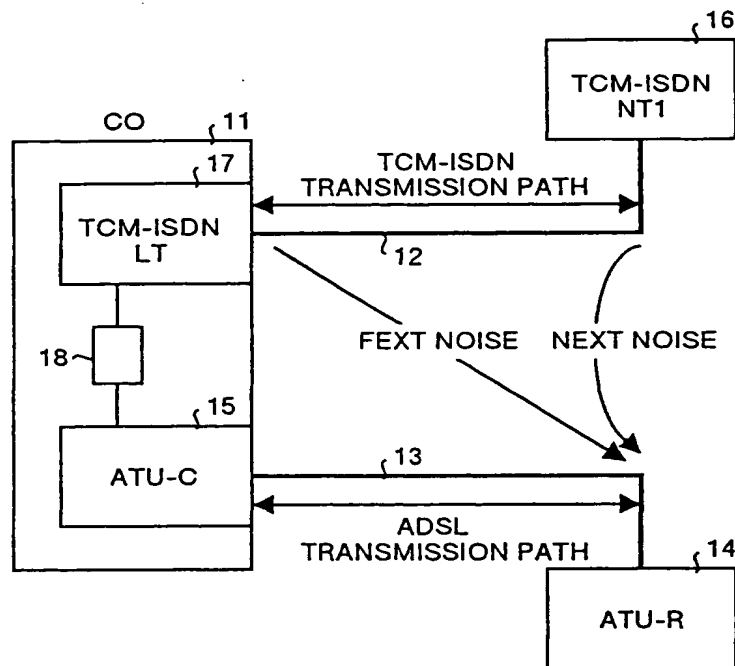 16
TCM-ISDN
NT1
CO
11
17
TCM-ISDN
LT
TCM-ISDN
TRANSMISSION PATH
12
FEXT NOISE
NEXT NOISE
18
15
ATU-C
13
ADSL
TRANSMISSION PATH
14
ATU-R